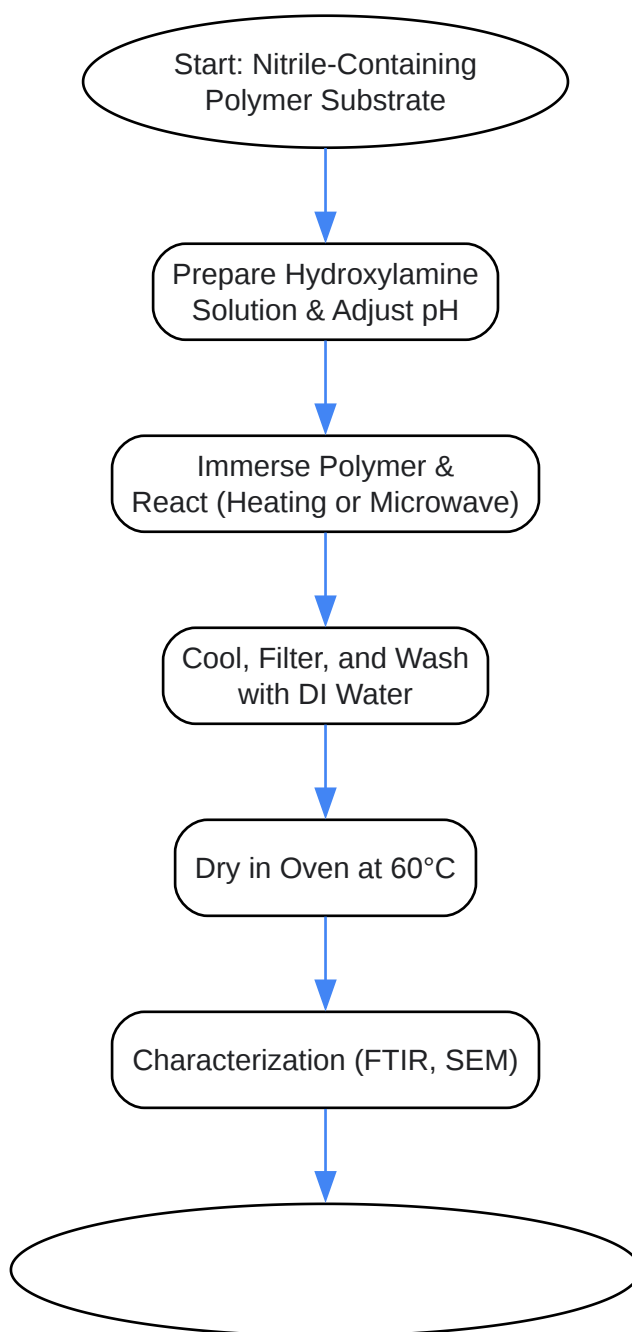 Start: Nitrile-Containing
Polymer Substrate
Prepare Hydroxylamine
Solution & Adjust pH
Immerse Polymer &
React (Heating or Microwave)
Cool, Filter, and Wash
with DI Water
Dry in Oven at 60°C
Characterization (FTIR, SEM)